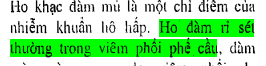 Ho khạc đàm mủ là một chỉ điểm của
nhiễm khuẩn hô hấp. Ho đàm rỉ sét
thường trong viêm phổi phế cầu, đàm